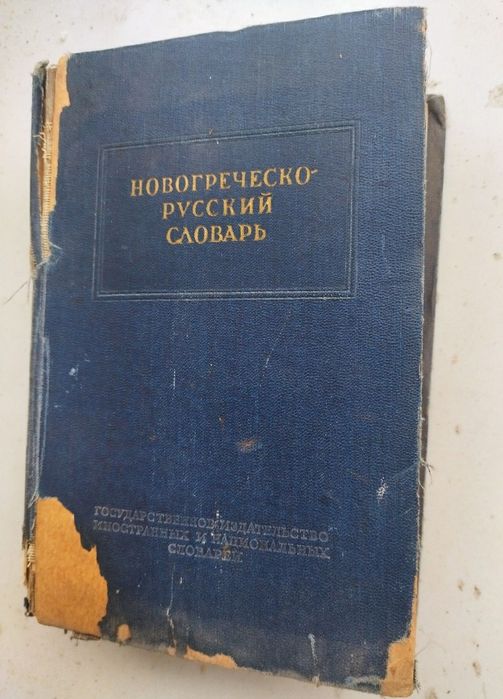 НОВОГРЕЧЕСКО-
РУССКИЙ
СЛОВАРЬ
ГОСУДАРСТВЕННОЕ ИЗДАТЕЛЬСТВО
ИНОСТРАННЫХ И НАЦИОНАЛЬНЫХ
СЛОВАРЕЙ